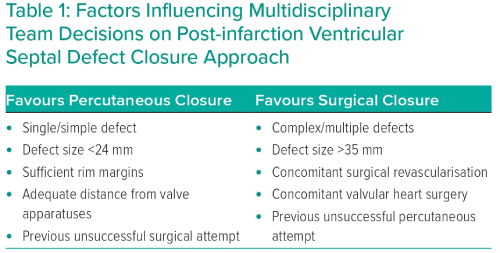 Table 1: Factors Influencing Multidisciplinary
Team Decisions on Post-infarction Ventricular
Septal Defect Closure Approach
Favours Percutaneous Closure
• Single/simple defect
• Defect size <24 mm
• Sufficient rim margins
• Adequate distance from valve
apparatuses
• Previous unsuccessful surgical attempt
Favours Surgical Closure
• Complex/multiple defects
• Defect size >35 mm
• Concomitant surgical revascularisation
• Concomitant valvular heart surgery
• Previous unsuccessful percutaneous
attempt